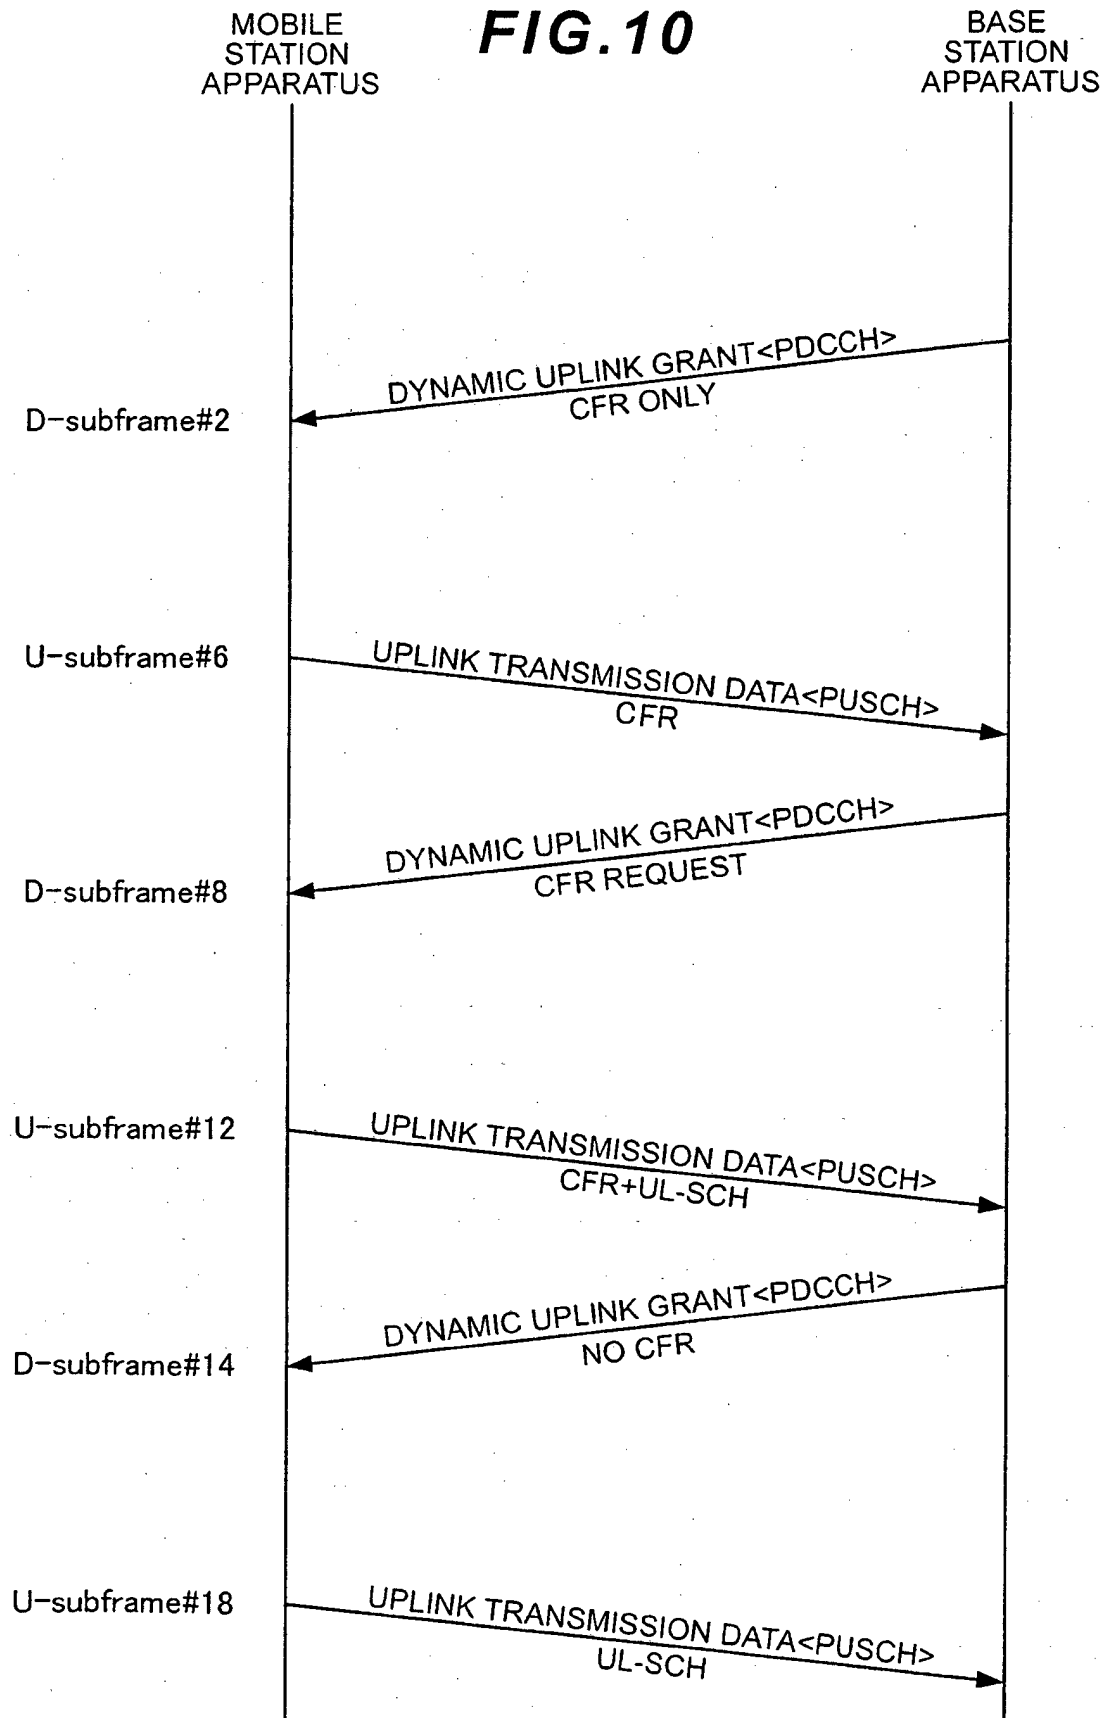 FIG.10
MOBILE
STATION
APPARATUS
BASE
STATION
APPARATUS
DYNAMIC UPLINK GRANT<PDCCH>
CFR ONLY
D-subframe#2
U-subframe#6
UPLINK TRANSMISSION DATA<PUSCH>
CFR
DYNAMIC UPLINK GRANT<PDCCH>
CFR REQUEST
D-subframe#8
U-subframe#12
UPLINK TRANSMISSION DATA<PUSCH>
CFR+UL-SCH
DYNAMIC UPLINK GRANT<PDCCH>
NO CFR
D-subframe#14
U-subframe#18
UPLINK TRANSMISSION DATA<PUSCH>
UL-SCH